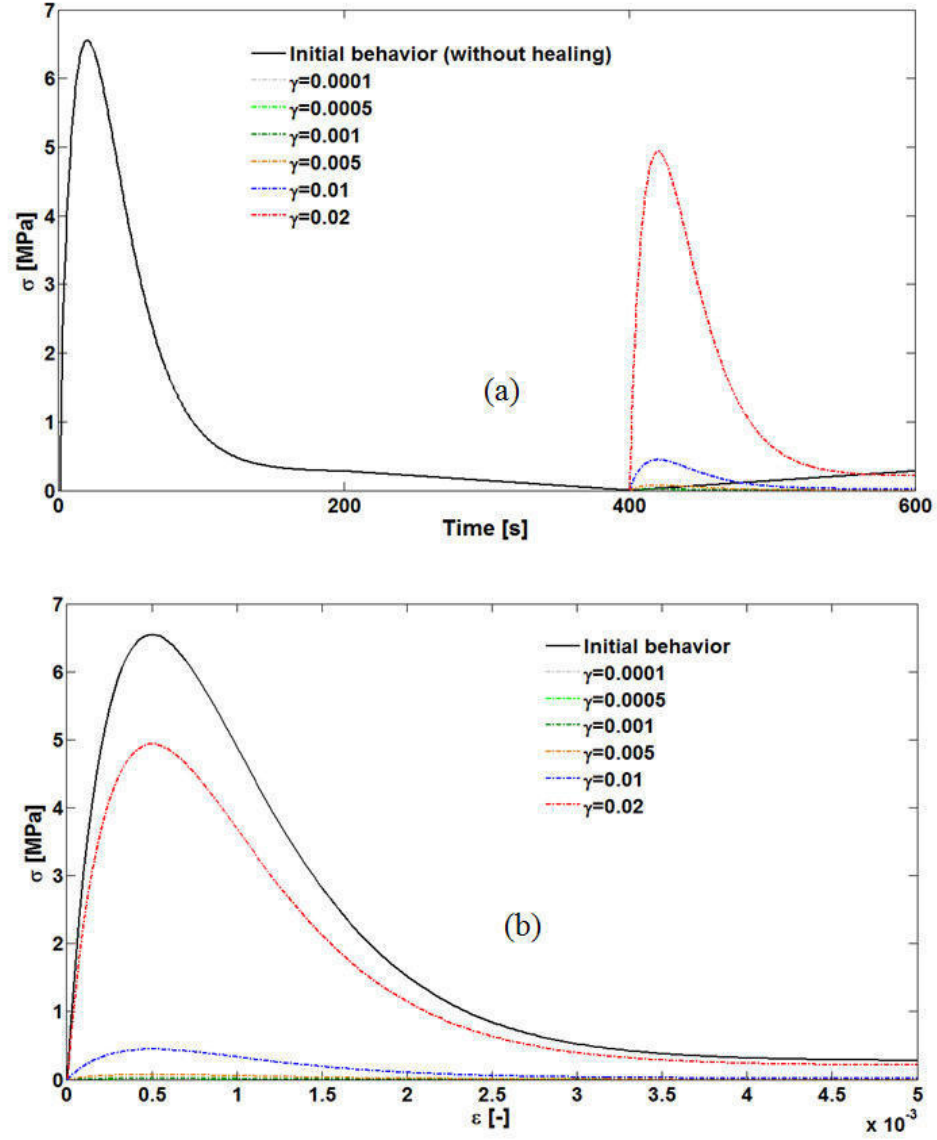 7
6
5
4
3
2
1
0
σ [MPa]
Initial behavior (without healing)
γ=0.0001
γ=0.0005
γ=0.001
γ=0.005
γ=0.01
γ=0.02
(a)
0 200 400 600
Time [s]
7
6
5
4
3
2
1
0
σ [MPa]
Initial behavior
γ=0.0001
γ=0.0005
γ=0.001
γ=0.005
γ=0.01
γ=0.02
(b)
0 0.5 1 1.5 2 2.5 3 3.5 4 4.5 5
ε [-]
x 10⁻³